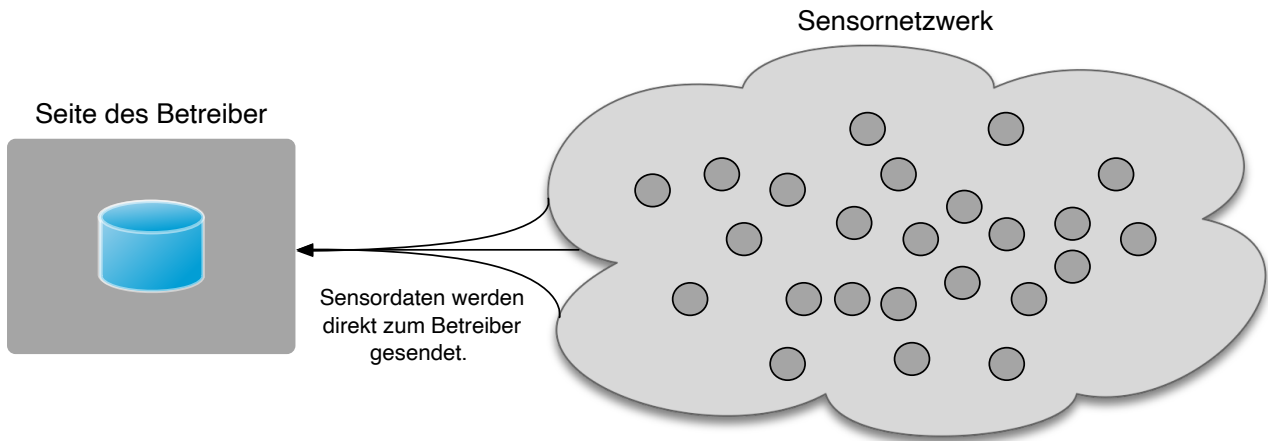 Sensornetzwerk
Seite des Betreiber
Sensordaten werden
direkt zum Betreiber
gesendet.